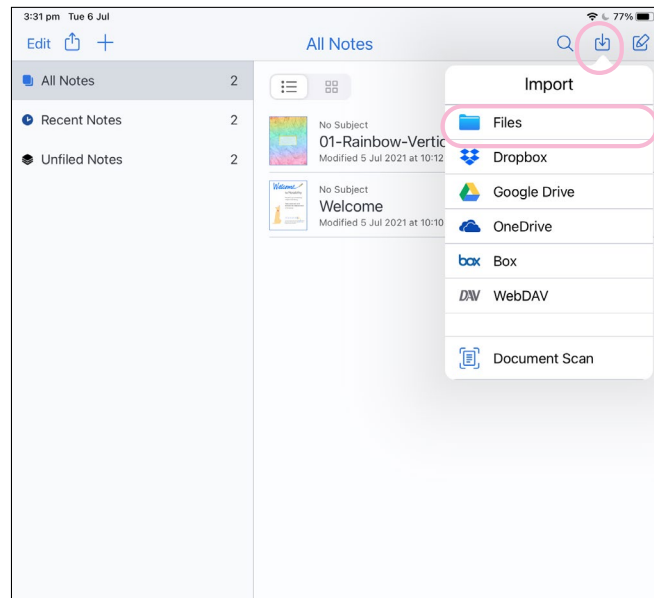 3:31 pm Tue 6 Jul
77%
Edit
All Notes
All Notes 2
Recent Notes 2
Unfiled Notes 2
No Subject
01-Rainbow-Vertic
Modified 5 Jul 2021 at 10:12
Welcome
No Subject
Welcome
Modified 5 Jul 2021 at 10:10
Import
Files
Dropbox
Google Drive
OneDrive
box Box
DAV WebDAV
Document Scan